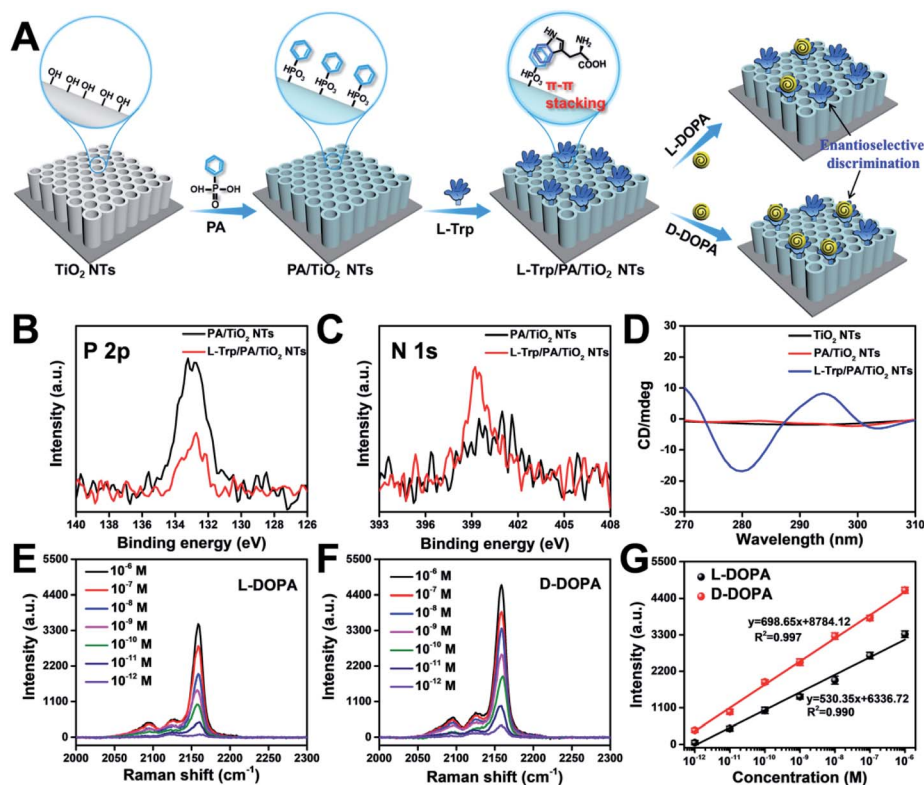 A
OH OH OH OH OH
HPO3 HPO3 HPO3
HN NH2
COOH
HPO3
π-π
stacking
L-DOPA
Enantioselective
discrimination
D-DOPA
OH-P-OH
O
PA
L-Trp
TiO2 NTs
PA/TiO2 NTs
L-Trp/PA/TiO2 NTs
B
P 2p
PA/TiO2 NTs
L-Trp/PA/TiO2 NTs
Intensity (a.u.)
140 138 136 134 132 130 128 126
Binding energy (eV)
C
N 1s
PA/TiO2 NTs
L-Trp/PA/TiO2 NTs
Intensity (a.u.)
393 396 399 402 405 408
Binding energy (eV)
D
TiO2 NTs
PA/TiO2 NTs
L-Trp/PA/TiO2 NTs
CD/mdeg
30
20
10
0
-10
-20
-30
270 280 290 300 310
Wavelength (nm)
E
L-DOPA
10^-6 M
10^-7 M
10^-8 M
10^-9 M
10^-10 M
10^-11 M
10^-12 M
Intensity (a.u.)
5500
4400
3300
2200
1100
0
2000 2050 2100 2150 2200 2250 2300
Raman shift (cm^-1)
F
D-DOPA
10^-6 M
10^-7 M
10^-8 M
10^-9 M
10^-10 M
10^-11 M
10^-12 M
Intensity (a.u.)
5500
4400
3300
2200
1100
0
2000 2050 2100 2150 2200 2250 2300
Raman shift (cm^-1)
G
L-DOPA
D-DOPA
y=698.65x+8784.12
R^2=0.997
y=530.35x+6336.72
R^2=0.990
Intensity (a.u.)
5500
4400
3300
2200
1100
0
10^-12 10^-11 10^-10 10^-9 10^-8 10^-7 10^-6
Concentration (M)